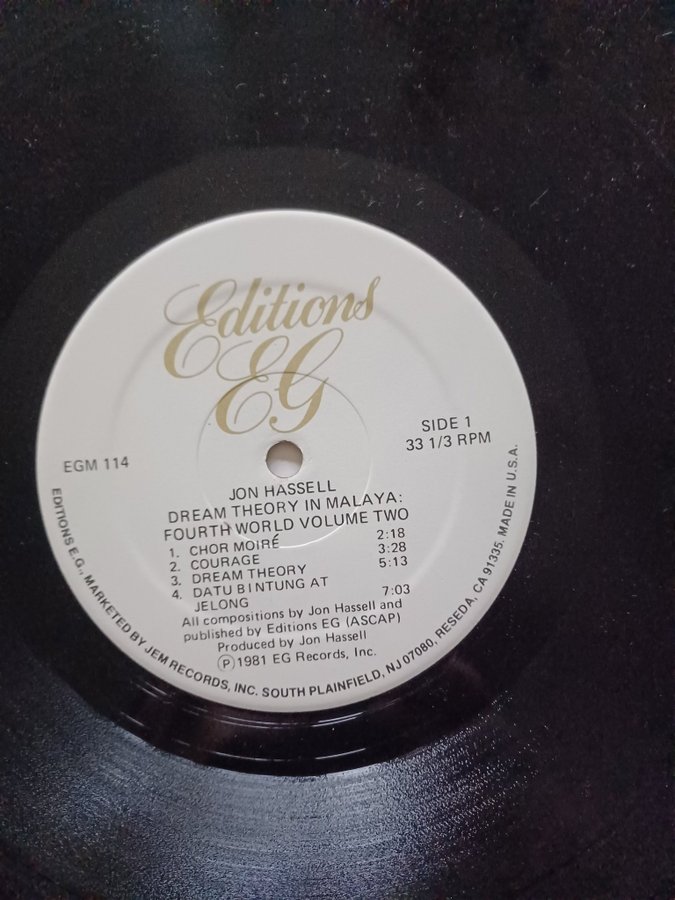 Editions
EG
SIDE 1
33 1/3 RPM
EGM 114
JON HASSELL
DREAM THEORY IN MALAYA:
FOURTH WORLD VOLUME TWO
1. CHOR MOIRÉ 2:18
2. COURAGE 3:28
3. DREAM THEORY 5:13
4. DATU BINTUNG AT
JELONG 7:03
All compositions by Jon Hassell and
published by Editions EG (ASCAP)
Produced by Jon Hassell
Ⓟ1981 EG Records, Inc.
EDITIONS E.G., MARKETED BY JEM RECORDS, INC. SOUTH PLAINFIELD, NJ 07080, RESEDA, CA 91335. MADE IN U.S.A.